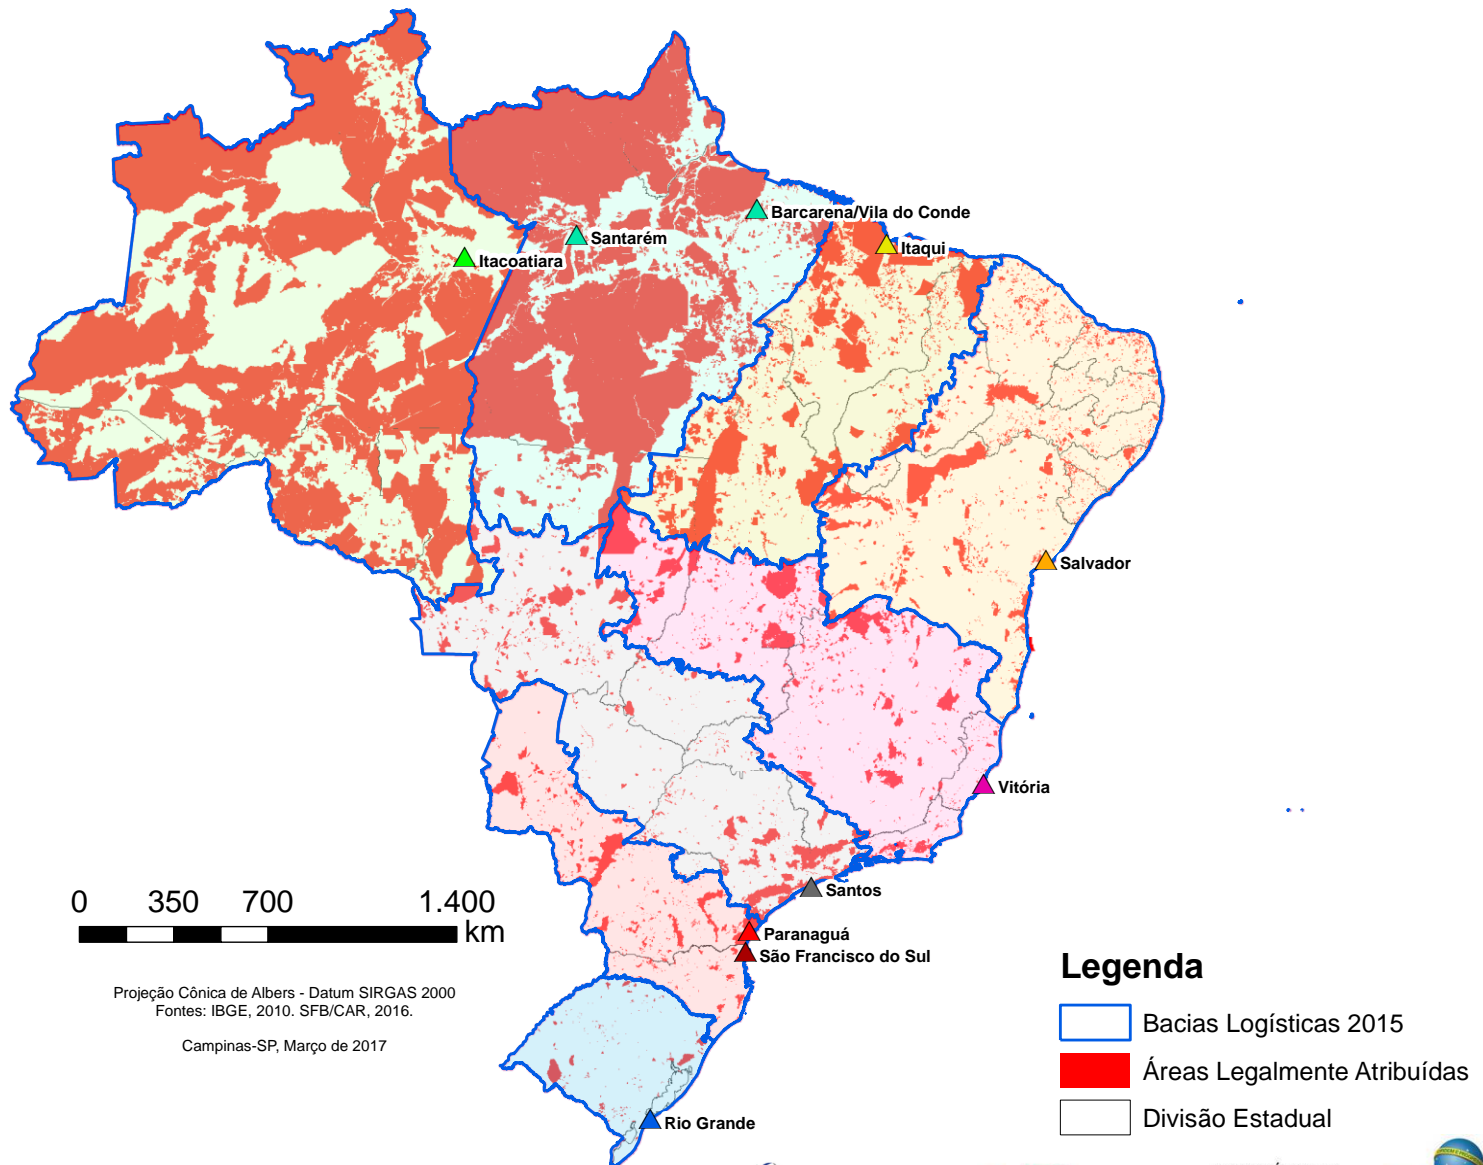 Barcarena/Vila do Conde
Santarém
Itaqui
Itacoatiara
Salvador
Vitória
Santos
Paranaguá
São Francisco do Sul
Rio Grande
0 350 700 1.400
km
Projeção Cônica de Albers - Datum SIRGAS 2000
Fontes: IBGE, 2010. SFB/CAR, 2016.
Campinas-SP, Março de 2017
Legenda
Bacias Logísticas 2015
Áreas Legalmente Atribuídas
Divisão Estadual